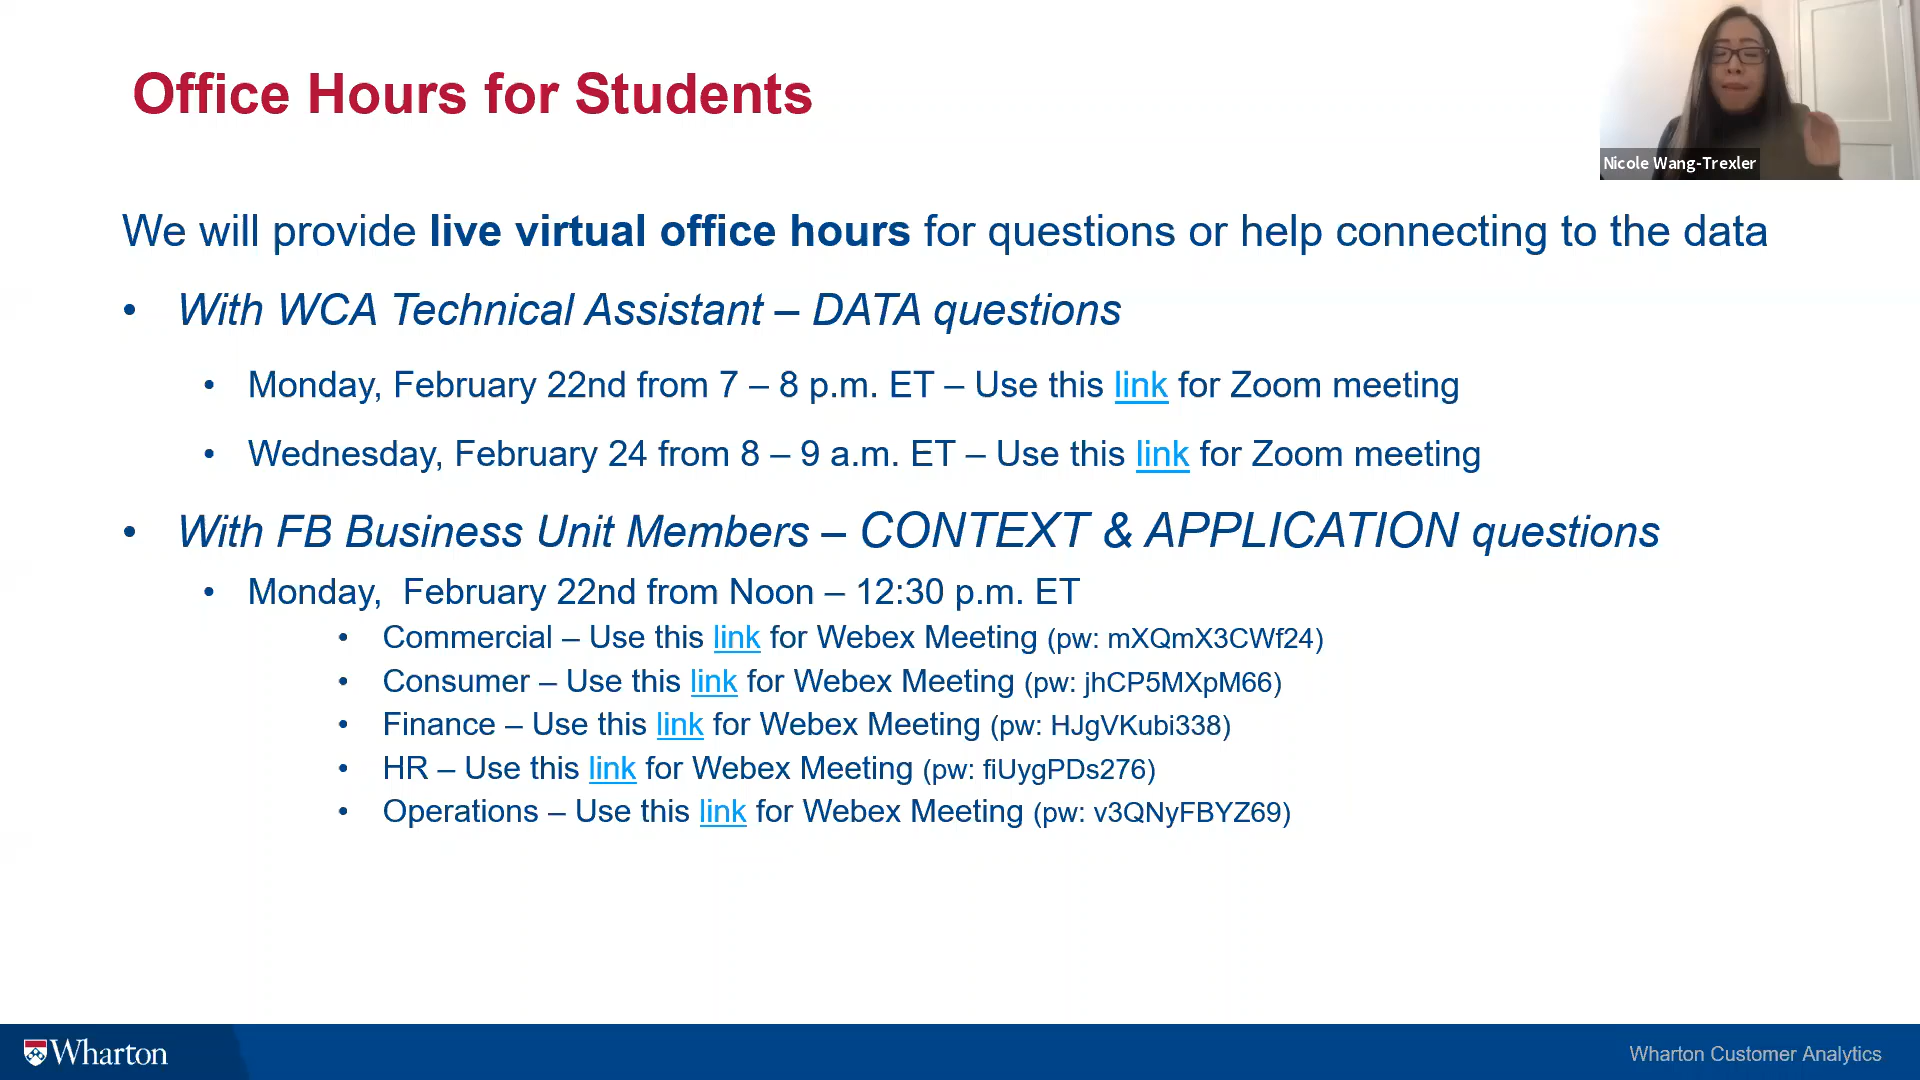 Office Hours for Students
Nicole Wang-Trexler
We will provide live virtual office hours for questions or help connecting to the data
• With WCA Technical Assistant – DATA questions
• Monday, February 22nd from 7 – 8 p.m. ET – Use this link for Zoom meeting
• Wednesday, February 24 from 8 – 9 a.m. ET – Use this link for Zoom meeting
• With FB Business Unit Members – CONTEXT & APPLICATION questions
• Monday,  February 22nd from Noon – 12:30 p.m. ET
• Commercial – Use this link for Webex Meeting (pw: mXQmX3CWf24)
• Consumer – Use this link for Webex Meeting (pw: jhCP5MXpM66)
• Finance – Use this link for Webex Meeting (pw: HJgVKubi338)
• HR – Use this link for Webex Meeting (pw: fiUygPDs276)
• Operations – Use this link for Webex Meeting (pw: v3QNyFBYZ69)
Wharton
Wharton Customer Analytics